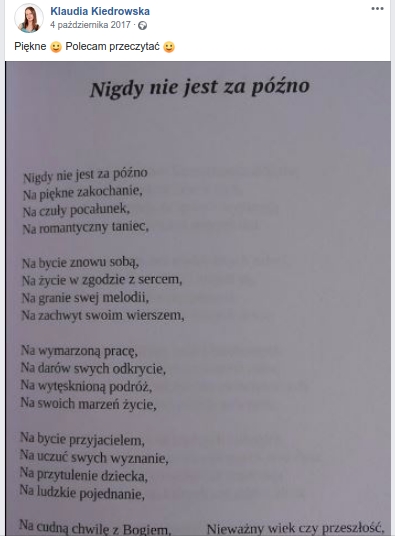 Klaudia Kiedrowska
4 października 2017
Piękne 😀 Polecam przeczytać 😀
Nigdy nie jest za późno
Nigdy nie jest za późno
Na piękne zakochanie,
Na czuły pocałunek,
Na romantyczny taniec,
Na bycie znowu sobą,
Na życie w zgodzie z sercem,
Na granie swej melodii,
Na zachwyt swoim wierszem,
Na wymarzoną pracę,
Na darów swych odkrycie,
Na wytęsknioną podróż,
Na swoich marzeń życie,
Na bycie przyjacielem,
Na uczuć swych wyznanie,
Na przytulenie dziecka,
Na ludzkie pojednanie,
Na cudną chwilę z Bogiem,
Nieważny wiek czy przeszłość,